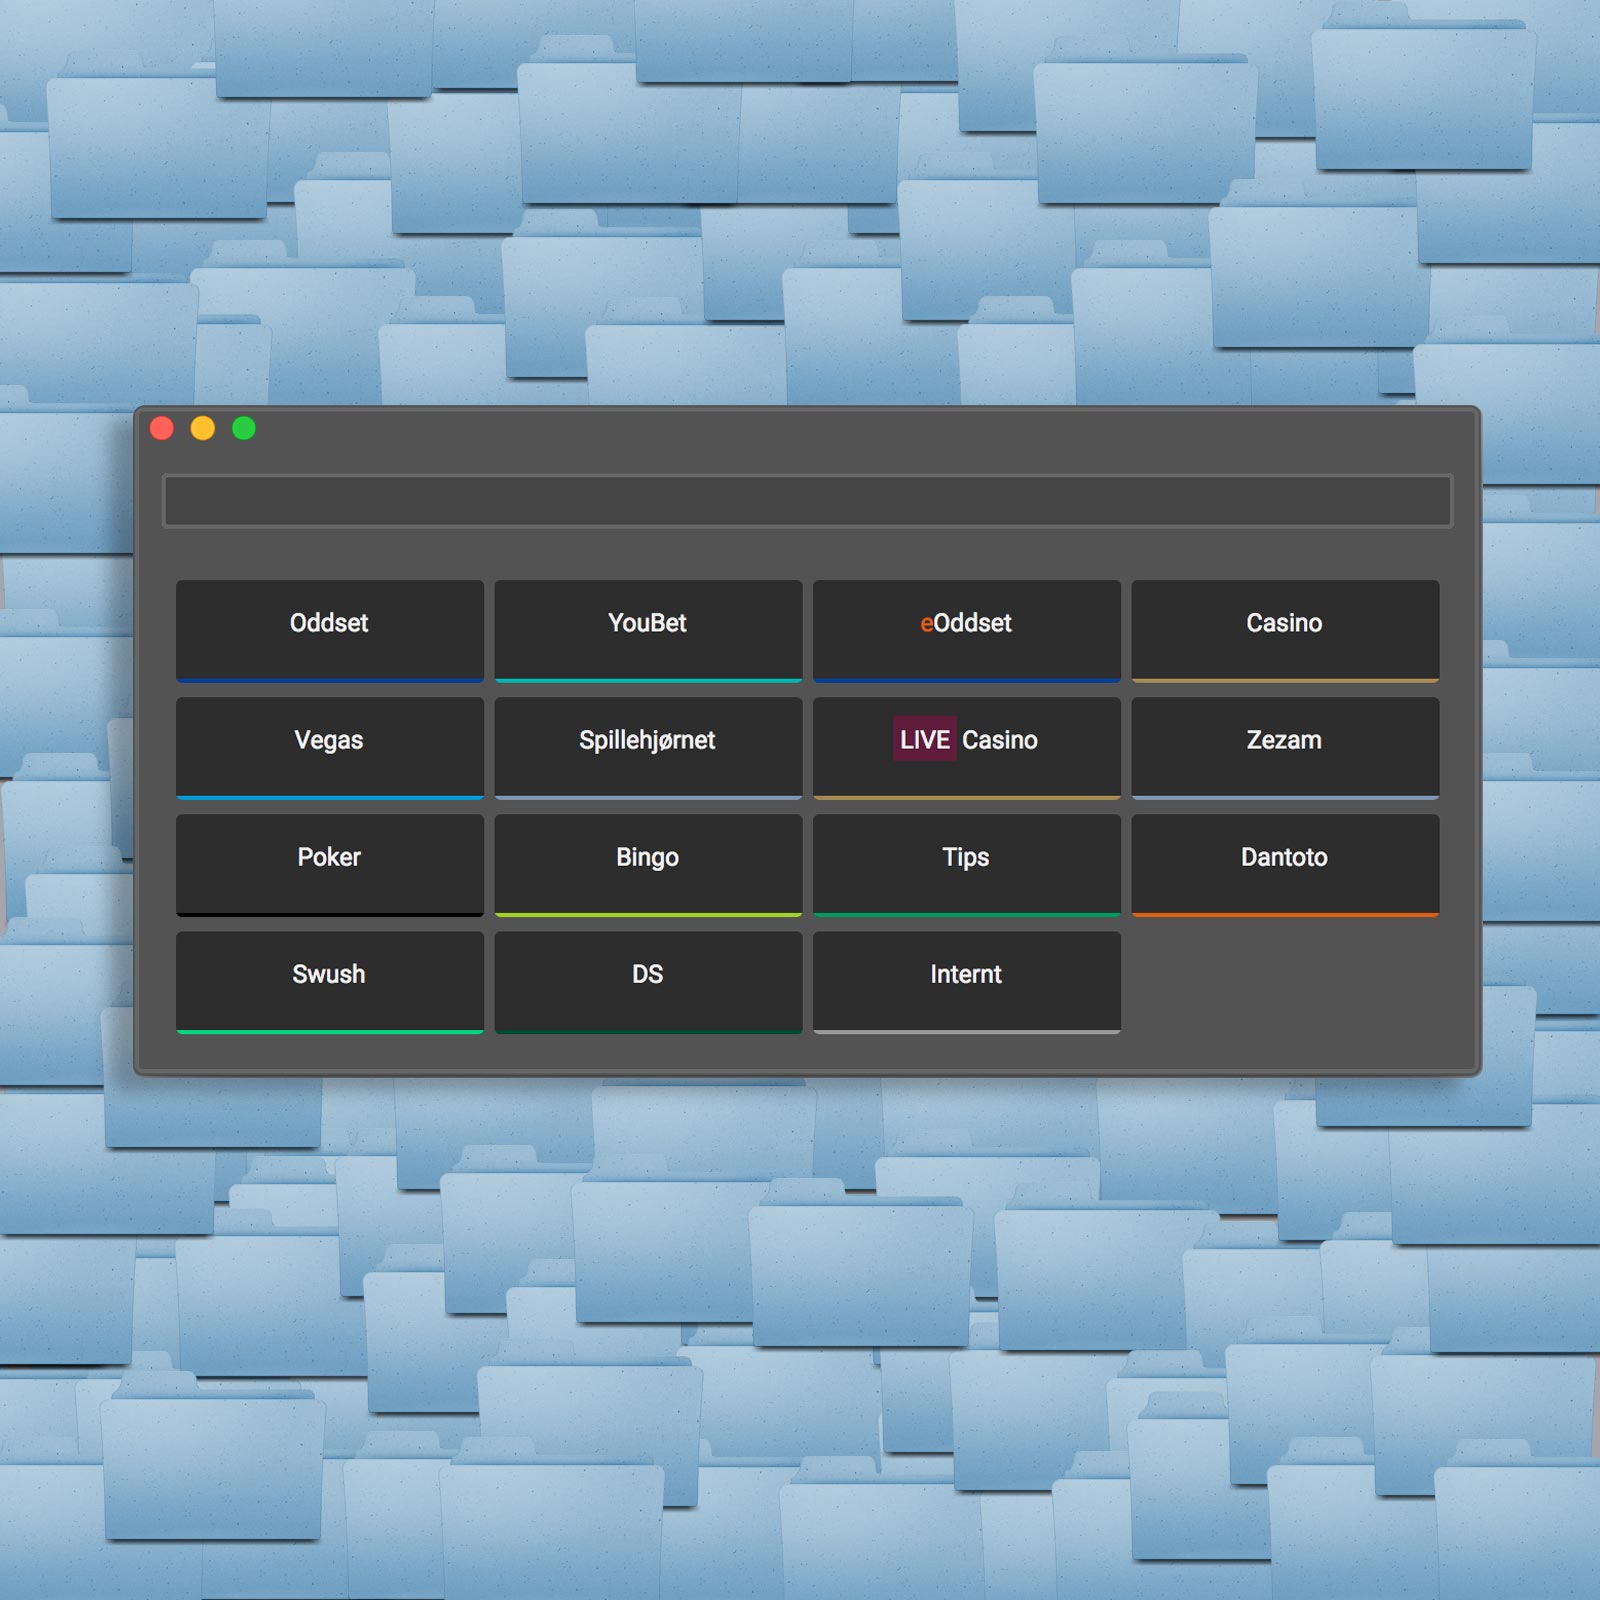 Oddset
YouBet
eOddset
Casino
Vegas
Spillehjørnet
LIVE Casino
Zezam
Poker
Bingo
Tips
Dantoto
Swush
DS
Internt